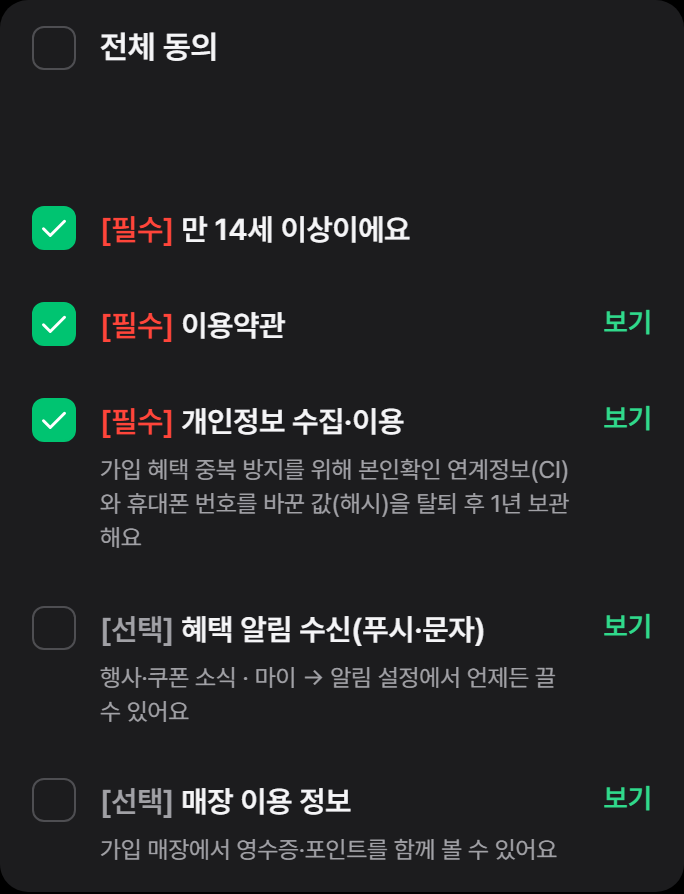 전체 동의
[필수] 만 14세 이상이에요
[필수] 이용약관 보기
[필수] 개인정보 수집·이용 보기
가입 혜택 중복 방지를 위해 본인확인 연계정보(CI)
와 휴대폰 번호를 바꾼 값(해시)을 탈퇴 후 1년 보관
해요
[선택] 혜택 알림 수신(푸시·문자) 보기
행사·쿠폰 소식 · 마이 → 알림 설정에서 언제든 끌
수 있어요
[선택] 매장 이용 정보 보기
가입 매장에서 영수증·포인트를 함께 볼 수 있어요